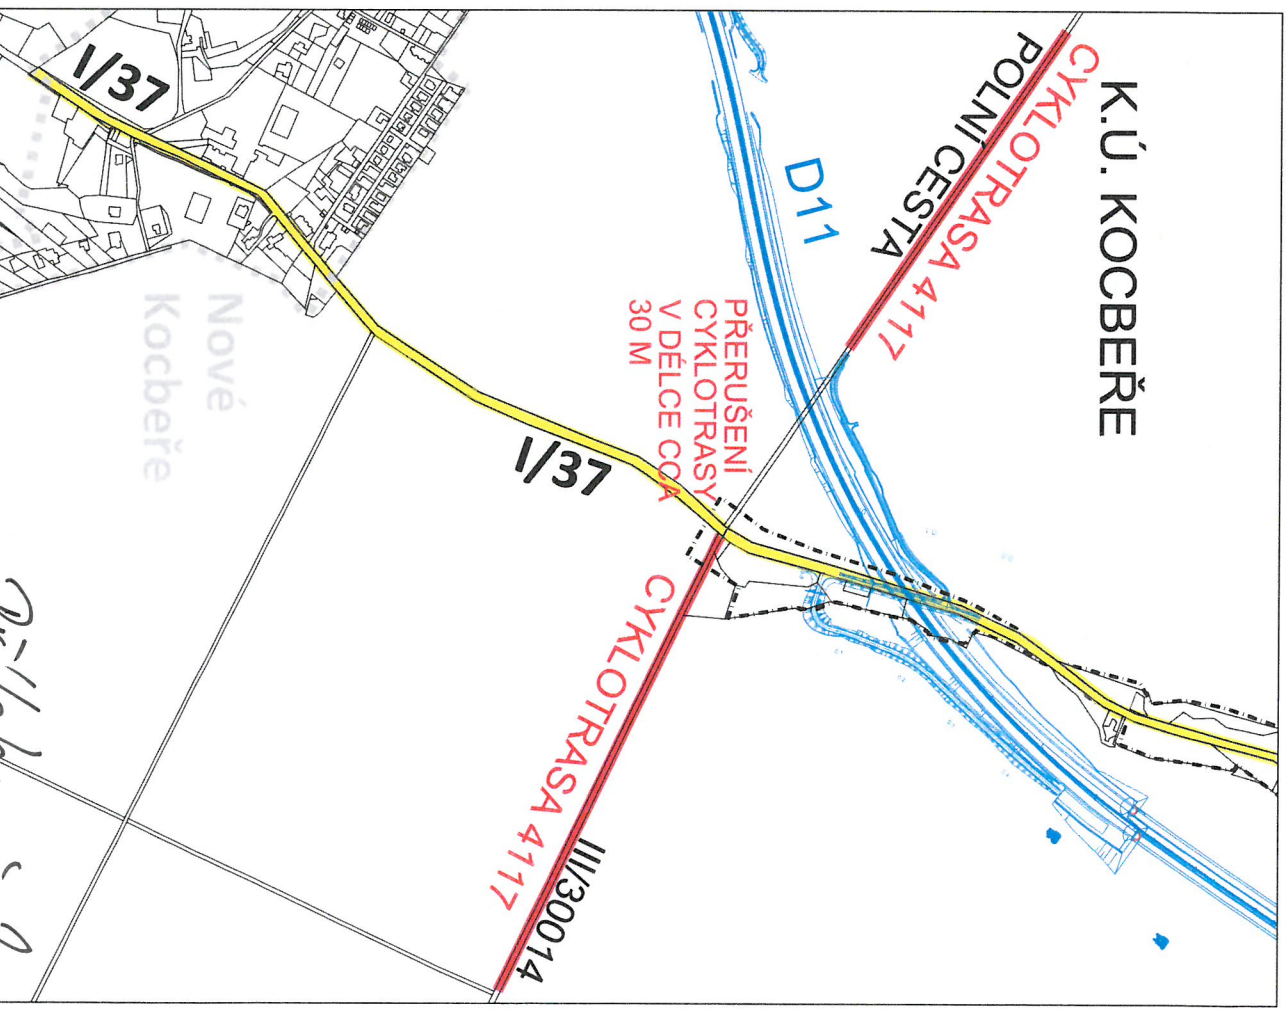 K.Ú. KOCBEŘE
CYKLOTRASA 4117
POLNÍ CESTA
D11
I/37
PŘERUŠENÍ
CYKLOTRASY
V DÉLCE CCA
30 M
I/37
Nové
Kocbeře
CYKLOTRASA 4117
III/30014